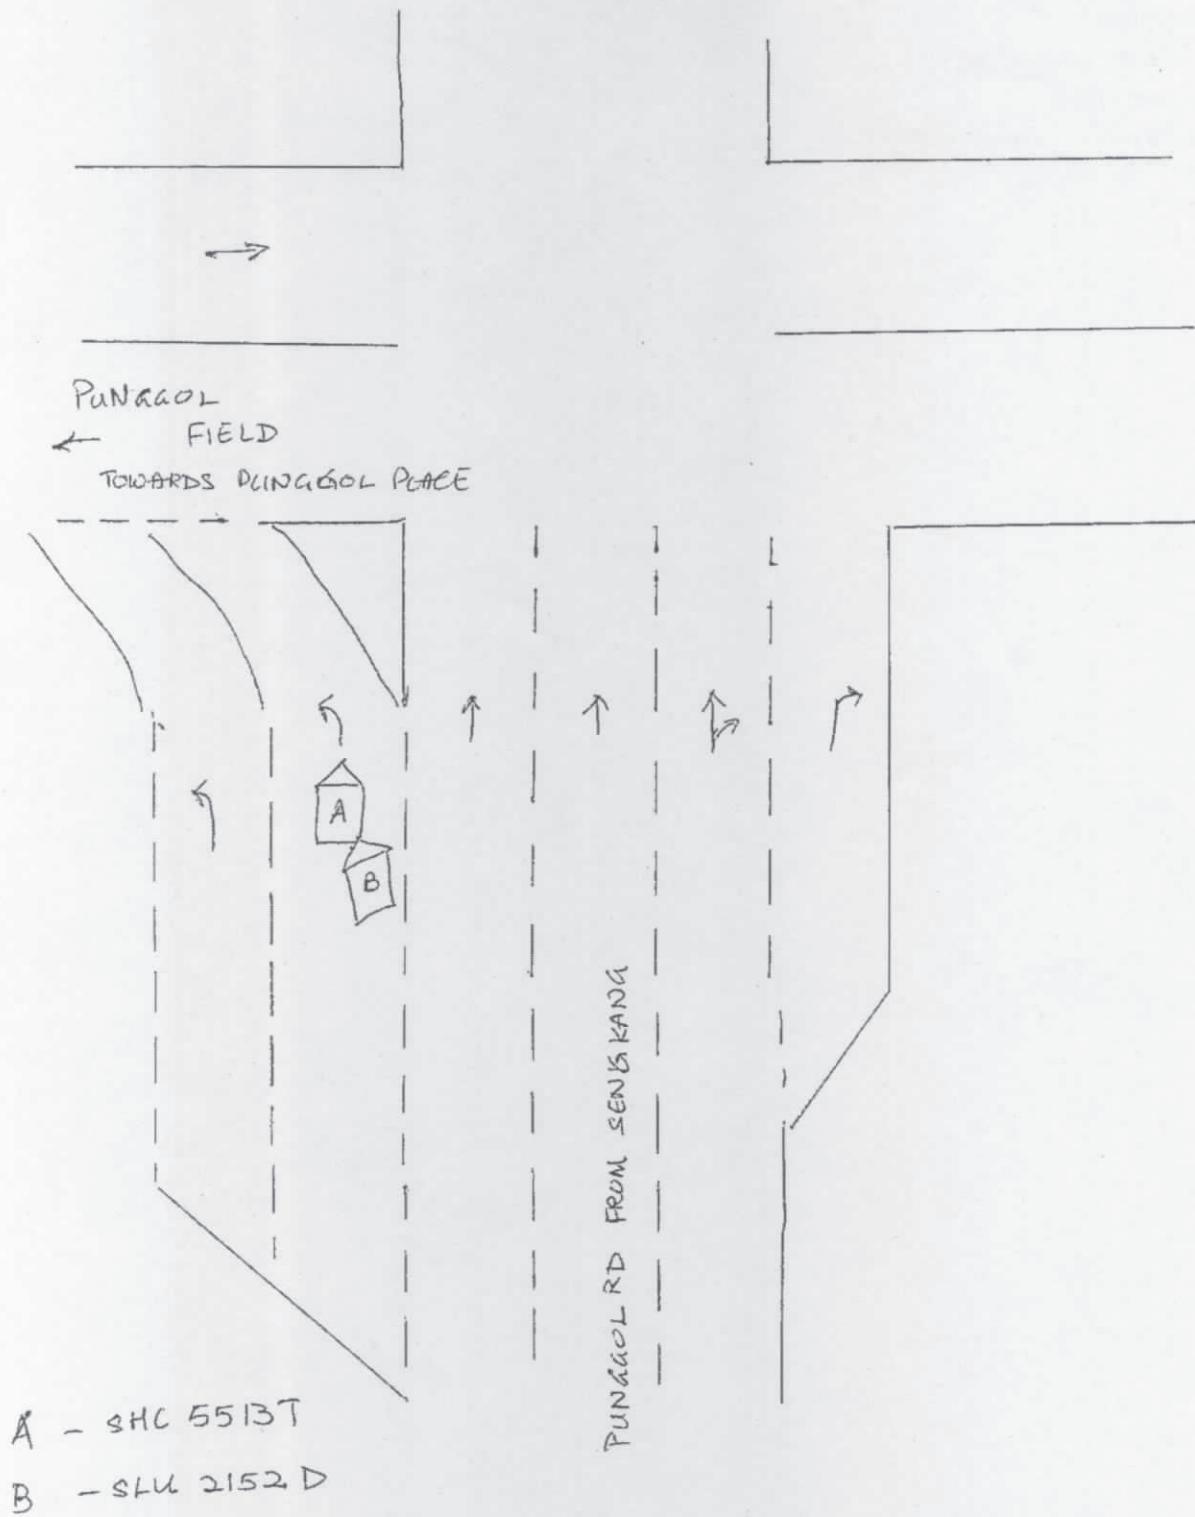 PUNGGOL
FIELD
TOWARDS PUNGGOL PLACE
A
B
PUNGGOL RD FROM SENGKANG
A - SHC 5513T
B - SLU 2152D